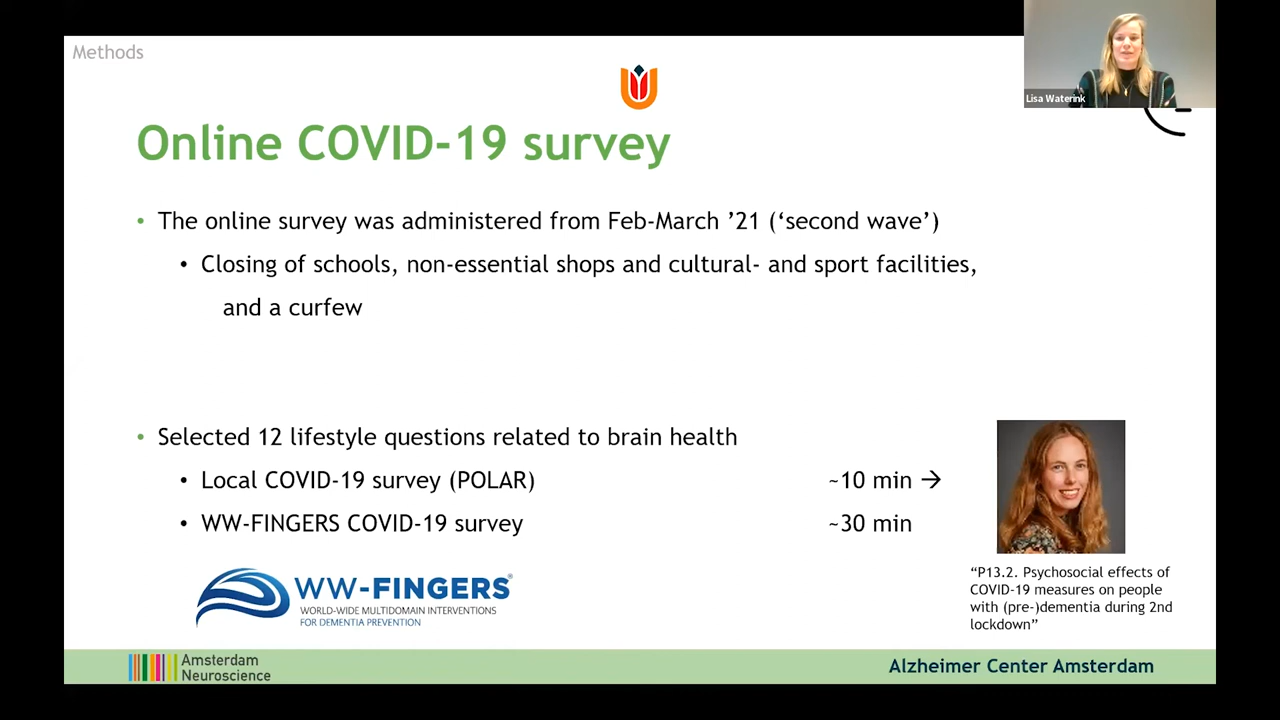 Methods
Lisa Waterink
Online COVID-19 survey
• The online survey was administered from Feb-March ’21 (‘second wave’)
• Closing of schools, non-essential shops and cultural- and sport facilities,
and a curfew
• Selected 12 lifestyle questions related to brain health
• Local COVID-19 survey (POLAR) ~10 min →
• WW-FINGERS COVID-19 survey ~30 min
WW-FINGERS®
WORLD-WIDE MULTIDOMAIN INTERVENTIONS
FOR DEMENTIA PREVENTION
“P13.2. Psychosocial effects of
COVID-19 measures on people
with (pre-)dementia during 2nd
lockdown”
Amsterdam
Neuroscience
Alzheimer Center Amsterdam